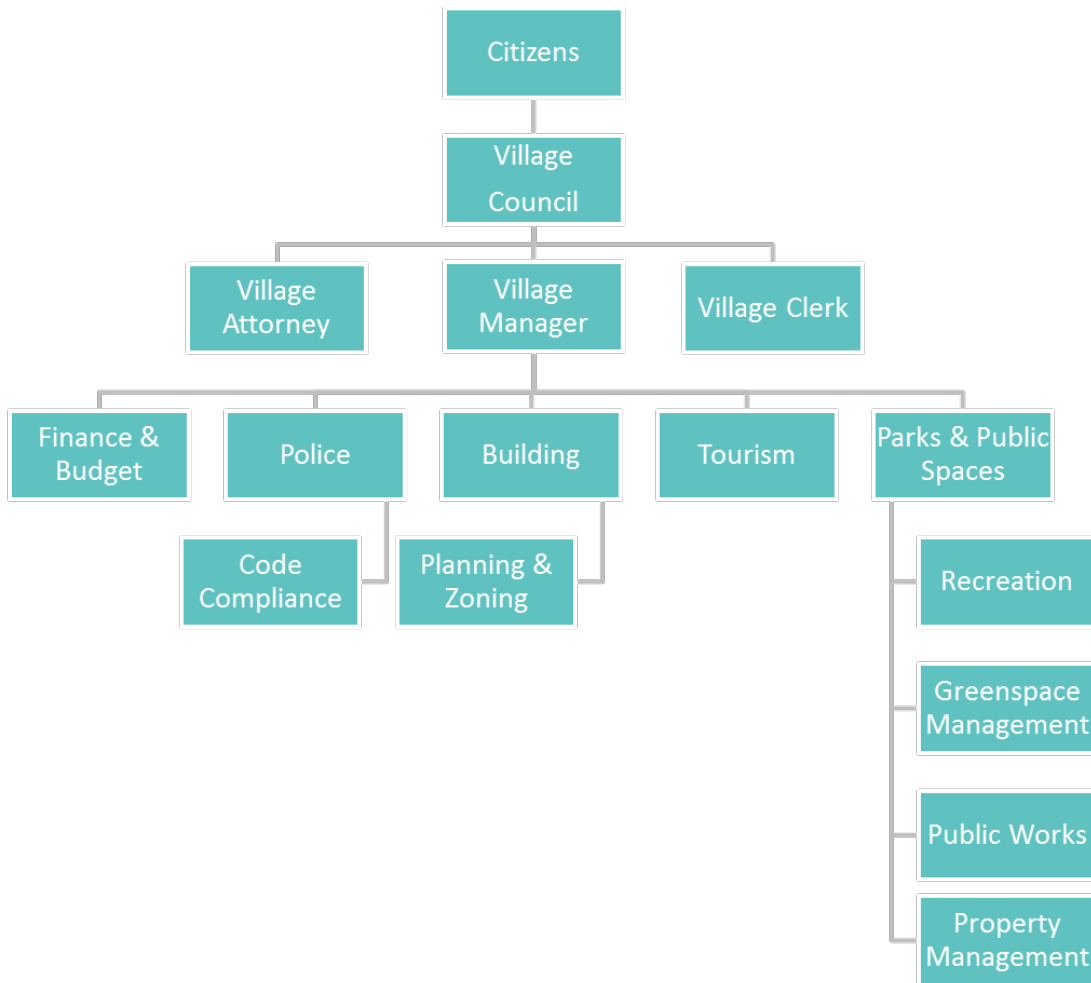 Citizens
Village
Council
Village
Attorney
Village
Manager
Village Clerk
Finance &
Budget
Police
Building
Tourism
Parks & Public
Spaces
Code
Compliance
Planning &
Zoning
Recreation
Greenspace
Management
Public Works
Property
Management